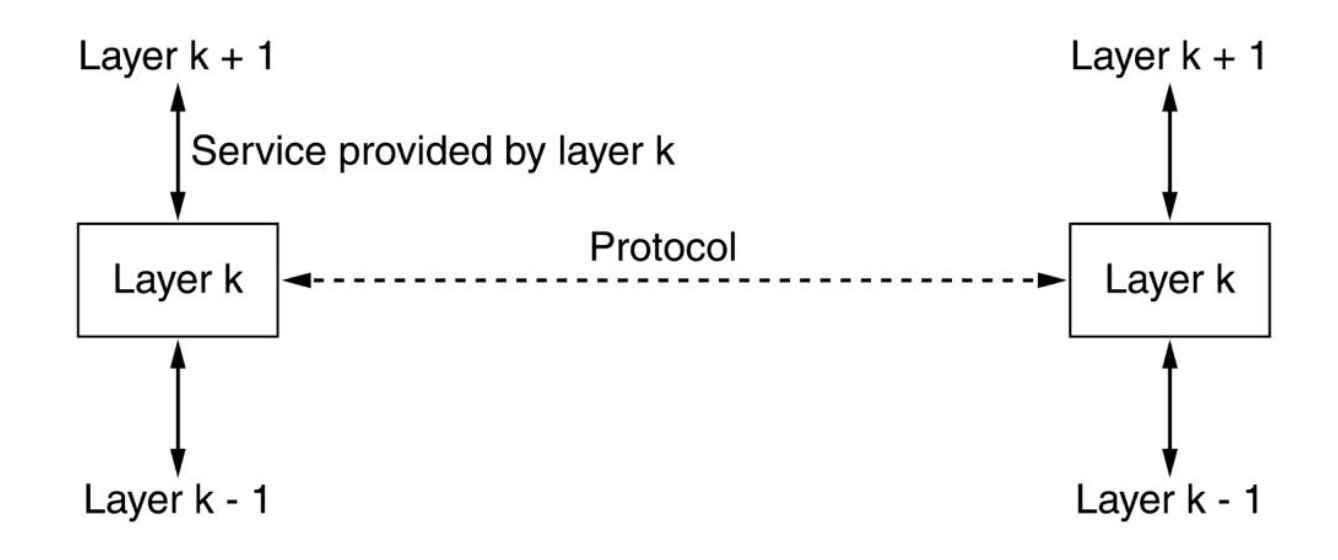 Layer k + 1
Layer k + 1
Service provided by layer k
Protocol
Layer k
Layer k
Layer k - 1
Layer k - 1